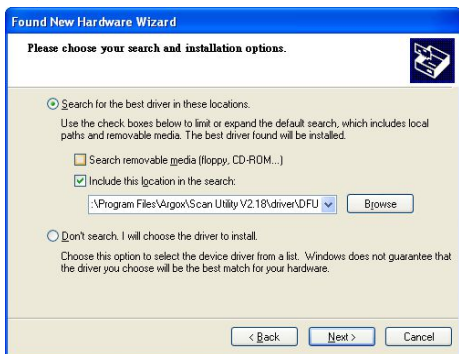 Found New Hardware Wizard
Please choose your search and installation options.
Search for the best driver in these locations.
Use the check boxes below to limit or expand the default search, which includes local
paths and removable media. The best driver found will be installed.
Search removable media (floppy, CD-ROM...)
Include this location in the search:
:\Program Files\Argox\Scan Utility V2.18\driver\DFU
Browse
Don't search. I will choose the driver to install.
Choose this option to select the device driver from a list. Windows does not guarantee that
the driver you choose will be the best match for your hardware.
< Back
Next >
Cancel